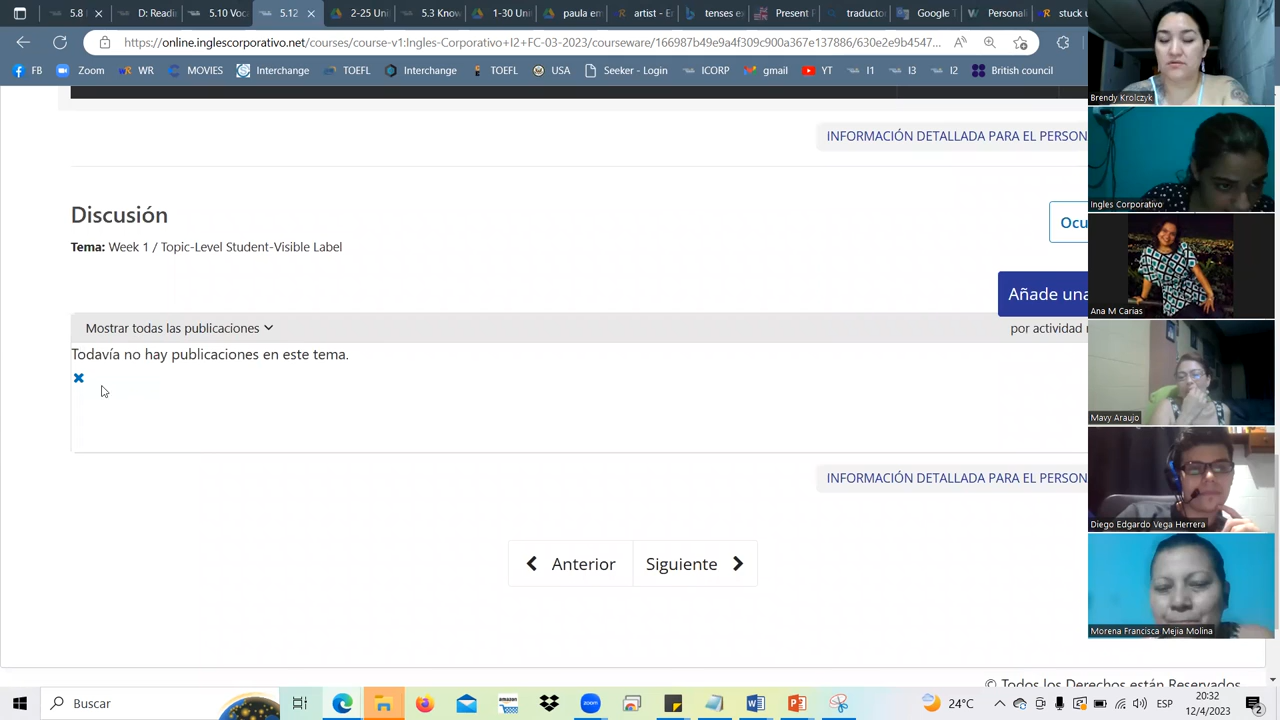 5.8 I
D: Readi
5.10
5.12
2-25 Uni
5.3 Know
1-30 Uni
paula em
artist - E
tenses en
Present P
traductor
Google T
Personali
stuck u
https://online.inglescorporativo.net/courses/course-v1:Ingles-Corporativo+I2+FC-03-2023/courseware/166987b49e9a4f309c900a367e137886/630e2e9b4547...
FB
Zoom
WR
MOVIES
Interchange
TOEFL
Interchange
TOEFL
USA
Seeker - Login
ICORP
gmail
YT
I1
I3
I2
British council
INFORMACIÓN DETALLADA PARA EL PERSON
Discusión
Ocu
Tema: Week 1 / Topic-Level Student-Visible Label
Añade una
Mostrar todas las publicaciones
por actividad
Todavía no hay publicaciones en este tema.
INFORMACIÓN DETALLADA PARA EL PERSON
Anterior
Siguiente
© Todos los Derechos Reservados
Brendy Krolczyk
Ingles Corporativo
Ana M Carias
Mavy Araujo
Diego Edgardo Vega Herrera
Morena Francisca Mejia Molina
Buscar
amazon
zoom
24°C
ESP
20:32
12/4/2023
2